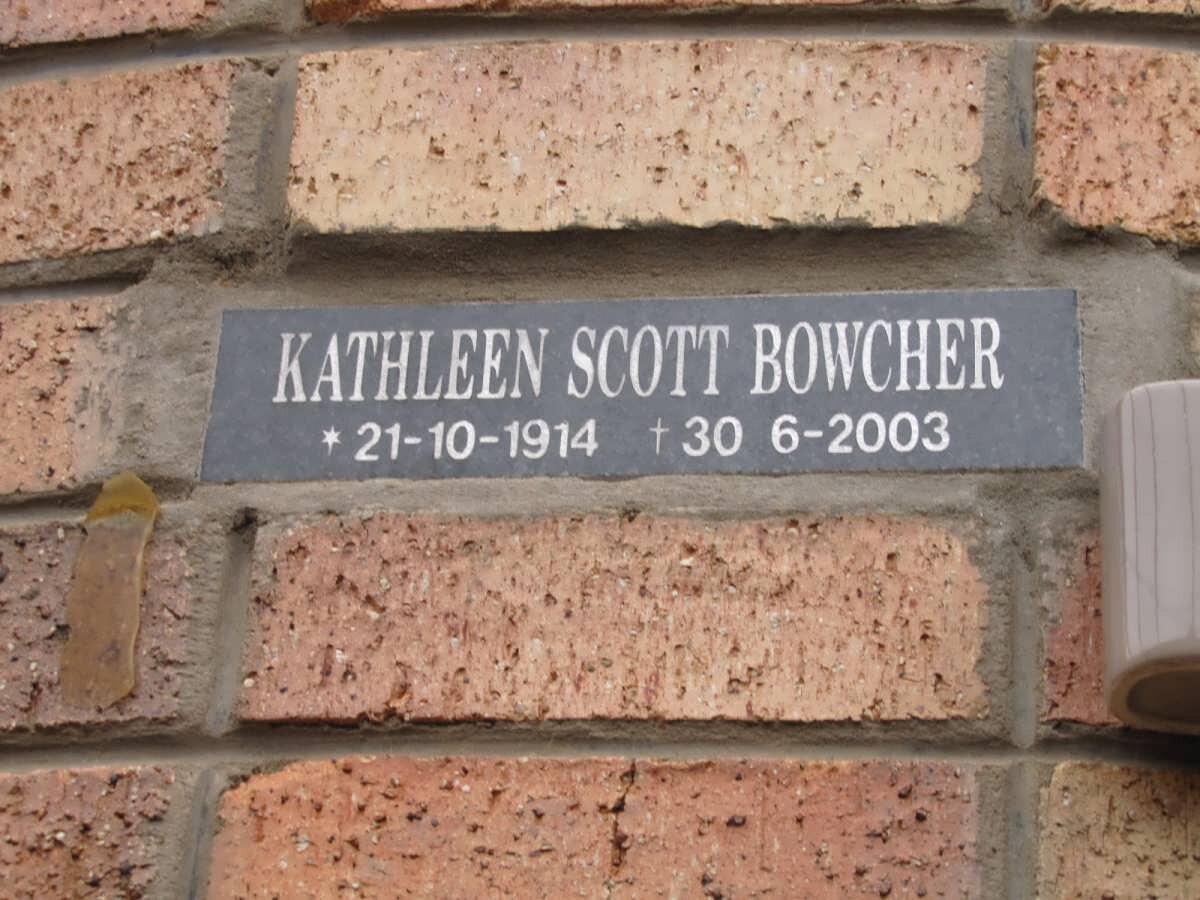 KATHLEEN SCOTT BOWCHER
* 21-10-1914 † 30 6-2003